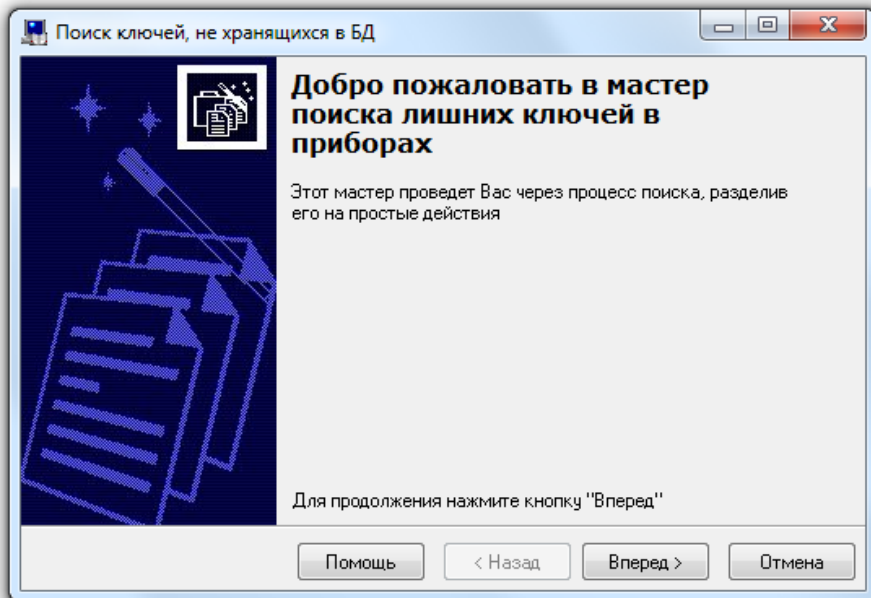 Поиск ключей, не хранящихся в БД
Добро пожаловать в мастер
поиска лишних ключей в
приборах
Этот мастер проведет Вас через процесс поиска, разделив
его на простые действия
Для продолжения нажмите кнопку "Вперед"
Помощь
< Назад
Вперед >
Отмена